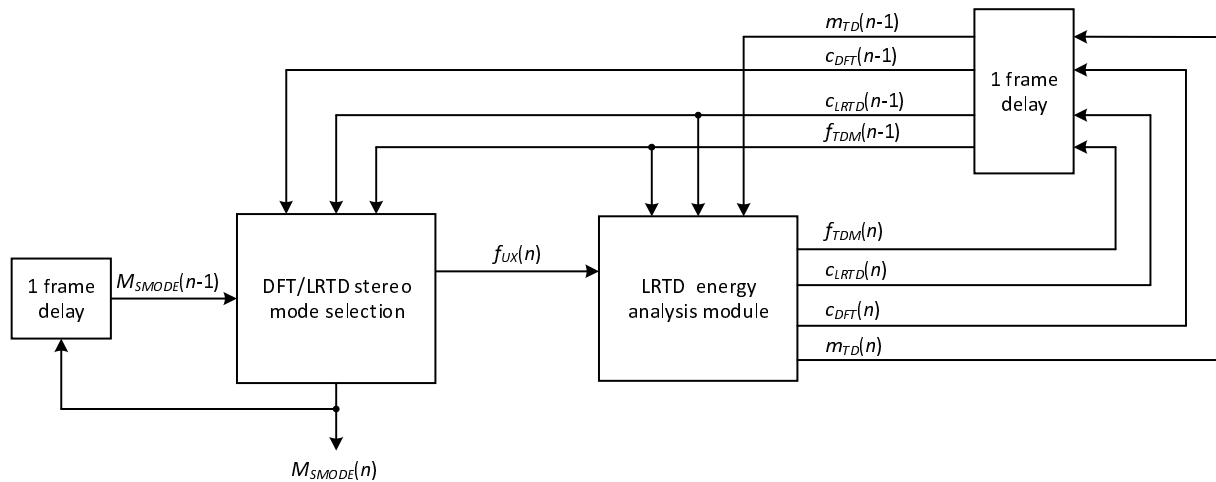 m_TD(n-1)
c_DFT(n-1)
1 frame
delay
c_LRTD(n-1)
f_TDM(n-1)
f_TDM(n)
f_UX(n)
1 frame
delay
M_SMODE(n-1)
DFT/LRTD stereo
mode selection
LRTD energy
analysis module
c_LRTD(n)
c_DFT(n)
m_TD(n)
M_SMODE(n)